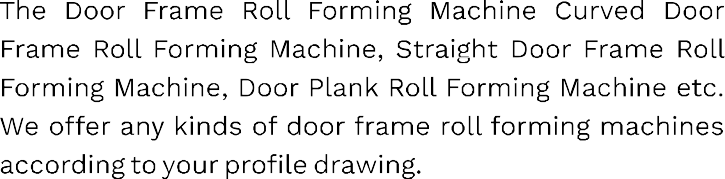 The Door Frame Roll Forming Machine Curved Door
Frame Roll Forming Machine, Straight Door Frame Roll
Forming Machine, Door Plank Roll Forming Machine etc.
We offer any kinds of door frame roll forming machines
according to your profile drawing.